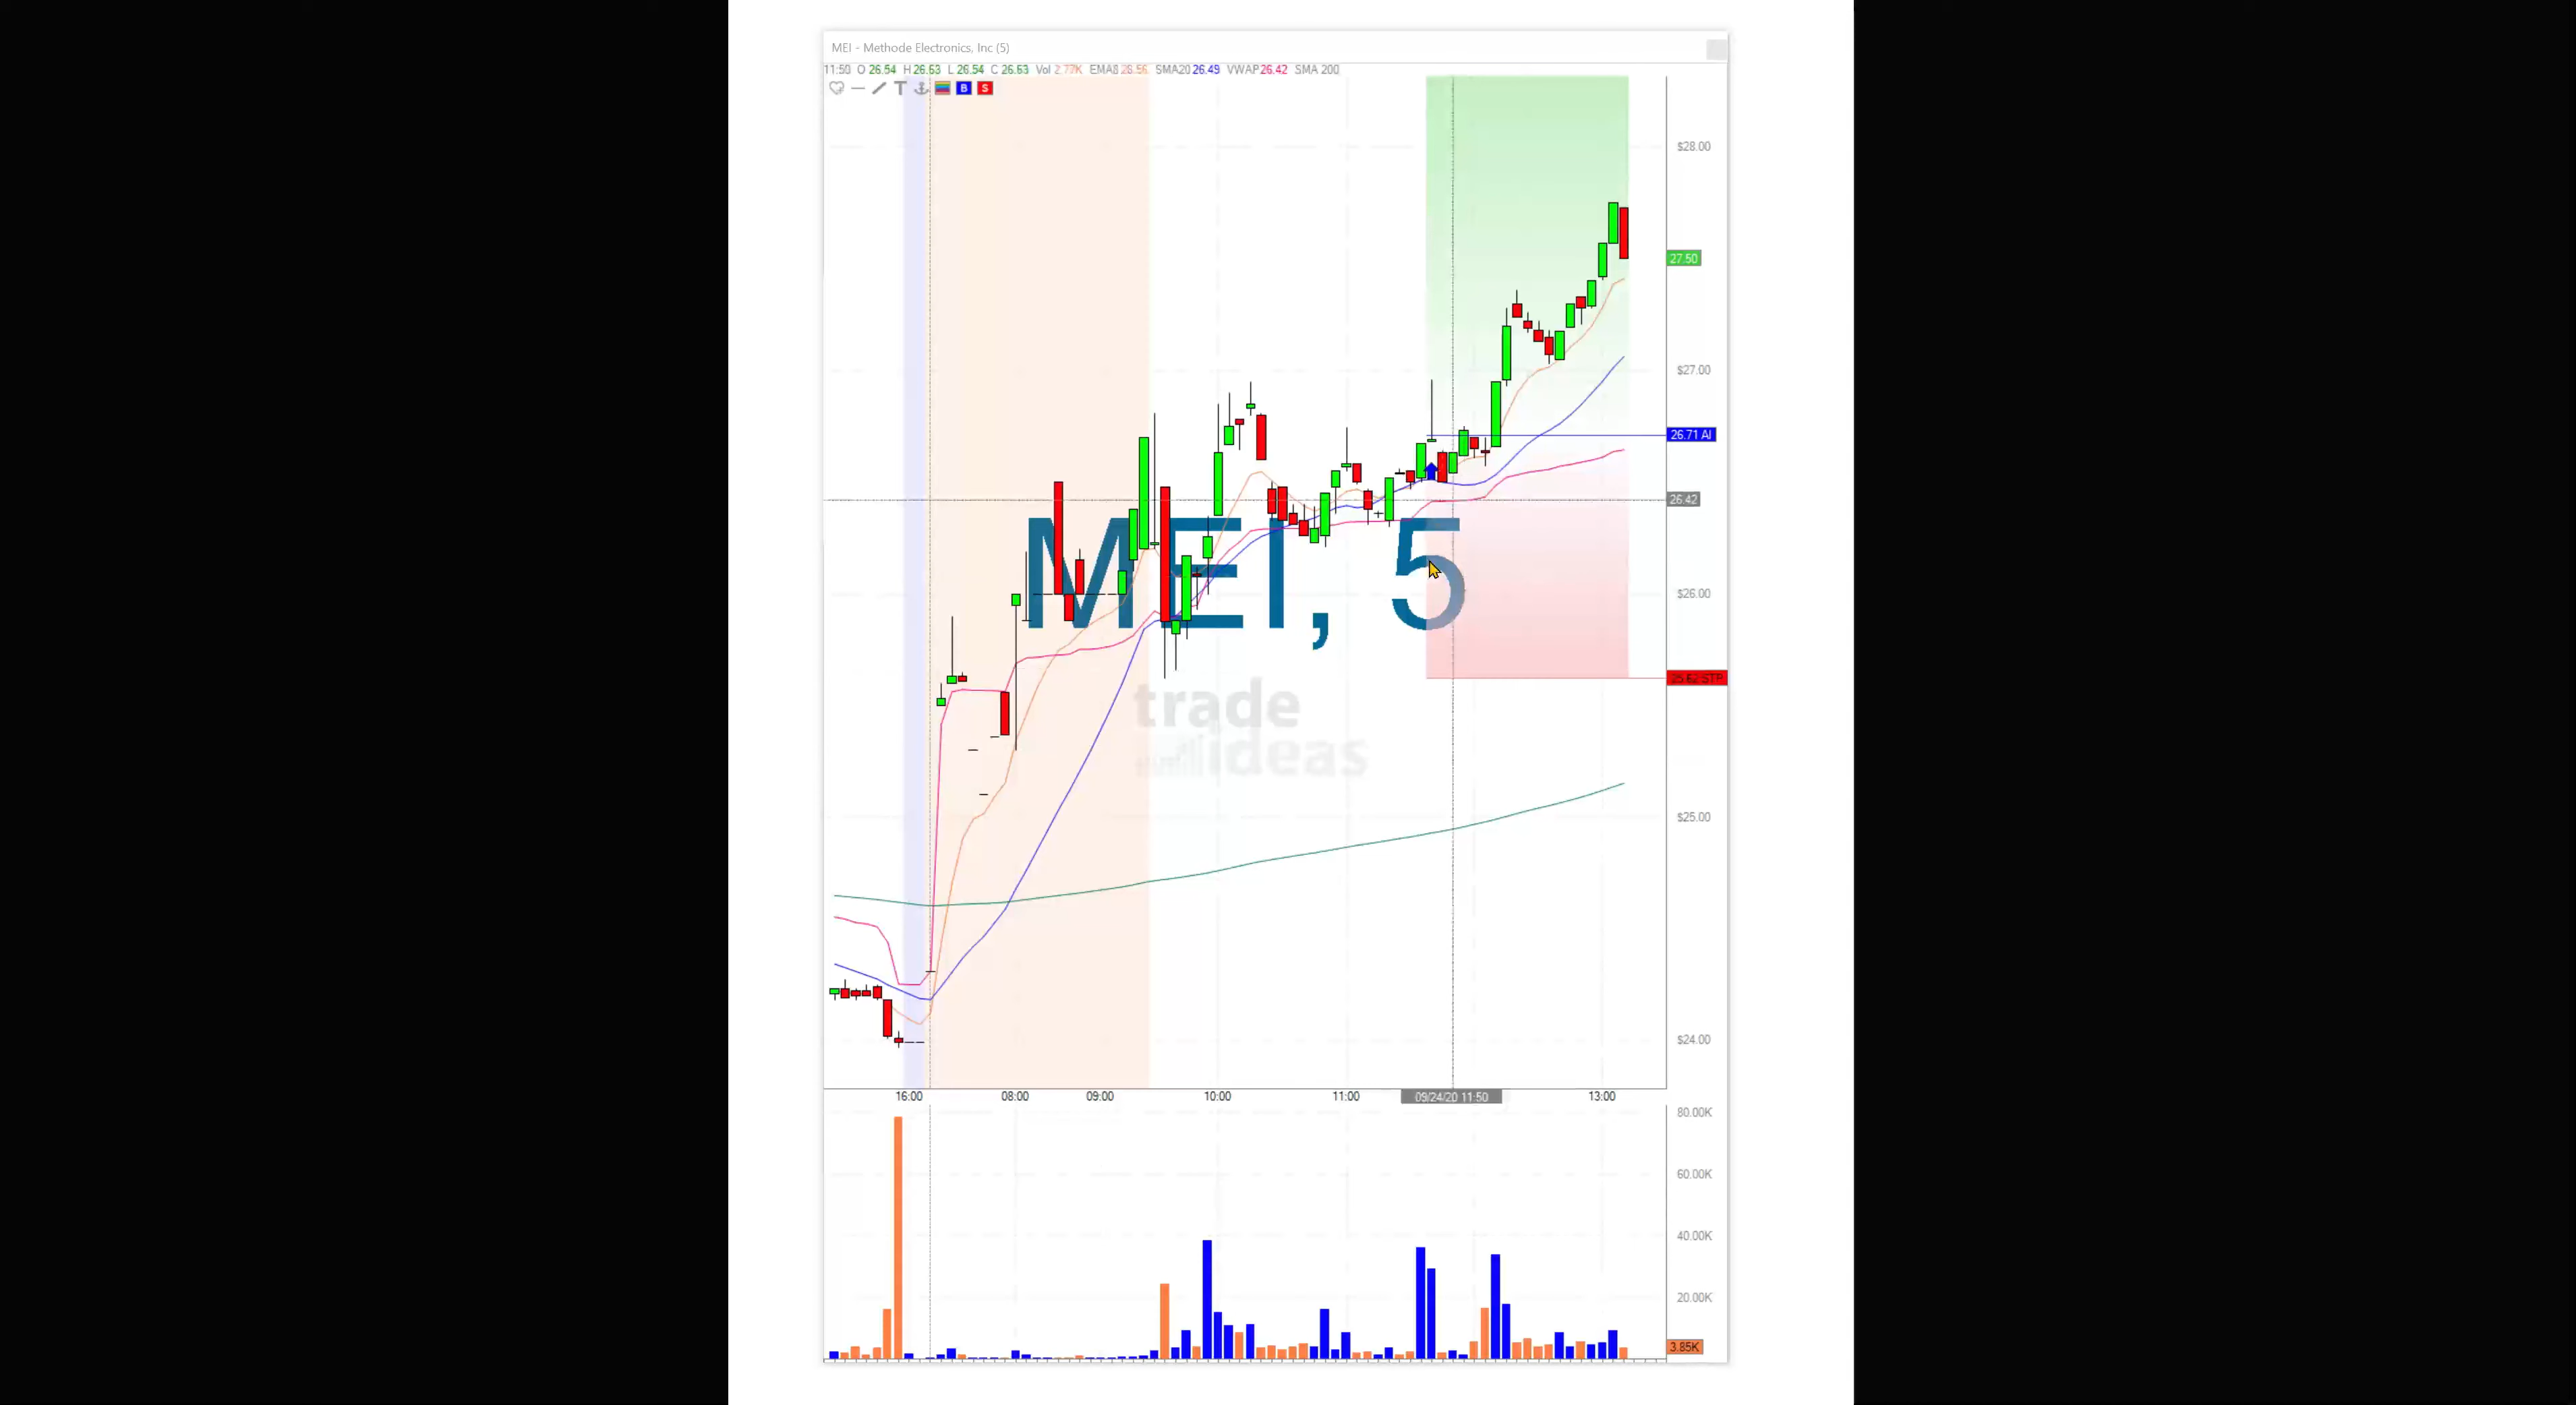 MEI - Methode Electronics, Inc (5)
11:50 O 26.54 H 26.63 L 26.54 C 26.63 Vol 2.77K EMA8 26.56 SMA20 26.49 VWAP 26.42 SMA 200
T B S
$28.00
27.50
$27.00
26.71 AI
26.42
MEI, 5
$26.00
25.62 STP
trade
ideas
$25.00
$24.00
16:00 08:00 09:00 10:00 11:00 09/24/20 11:50 13:00
80.00K
60.00K
40.00K
20.00K
3.85K